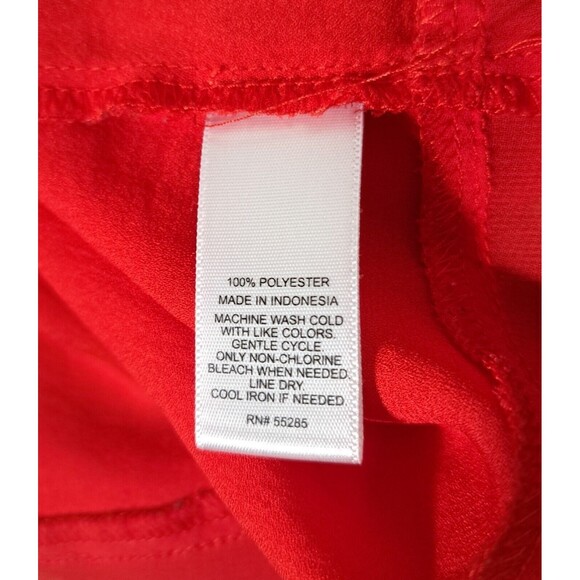 100% POLYESTER
MADE IN INDONESIA
MACHINE WASH COLD
WITH LIKE COLORS.
GENTLE CYCLE.
ONLY NON-CHLORINE
BLEACH WHEN NEEDED.
LINE DRY.
COOL IRON IF NEEDED.
RN# 55285